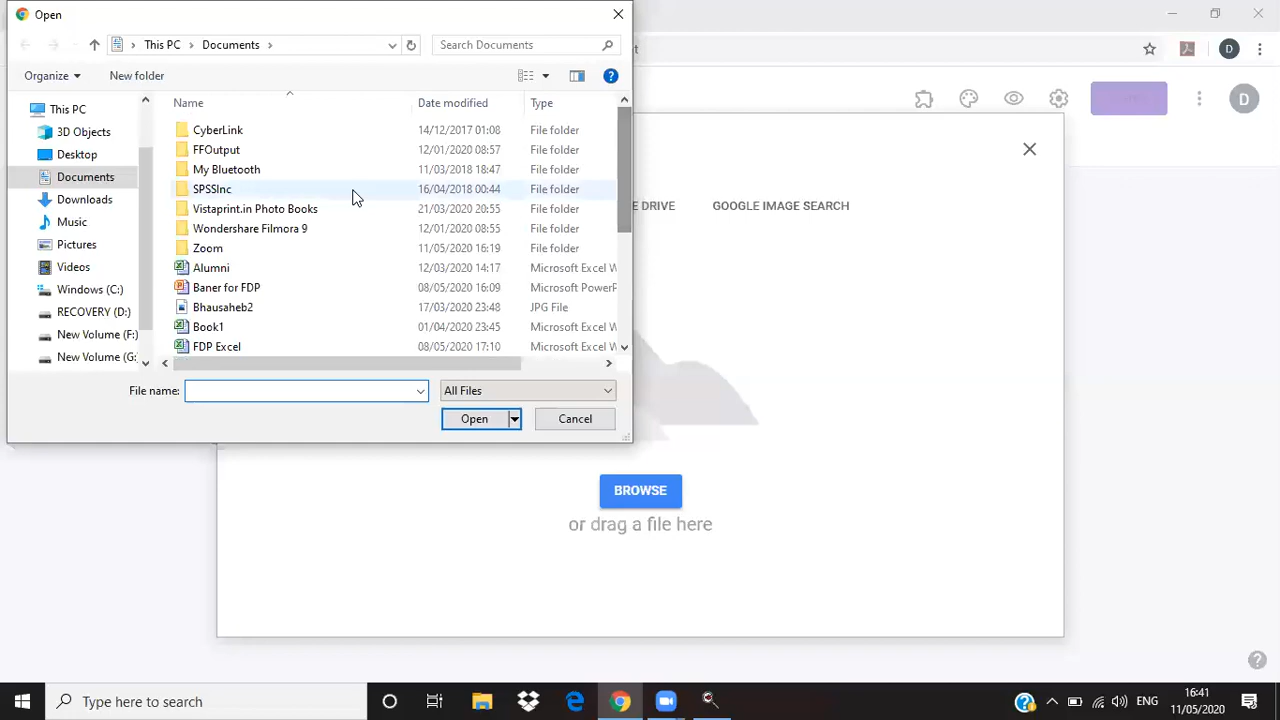 Open
This PC > Documents >
Search Documents
Organize
New folder
Name Date modified Type
This PC
3D Objects
Desktop
Documents
Downloads
Music
Pictures
Videos
Windows (C:)
RECOVERY (D:)
New Volume (F:)
New Volume (G:
CyberLink 14/12/2017 01:08 File folder
FFOutput 12/01/2020 08:57 File folder
My Bluetooth 11/03/2018 18:47 File folder
SPSSInc 16/04/2018 00:44 File folder
Vistaprint.in Photo Books 21/03/2020 20:55 File folder
Wondershare Filmora 9 12/01/2020 08:55 File folder
Zoom 11/05/2020 16:19 File folder
Alumni 12/03/2020 14:17 Microsoft Excel W
Baner for FDP 08/05/2020 16:09 Microsoft PowerP
Bhausaheb2 17/03/2020 23:48 JPG File
Book1 01/04/2020 23:45 Microsoft Excel W
FDP Excel 08/05/2020 17:10 Microsoft Excel W
File name:
All Files
Open
Cancel
D
D
E DRIVE
GOOGLE IMAGE SEARCH
BROWSE
or drag a file here
Type here to search
ENG
16:41
11/05/2020